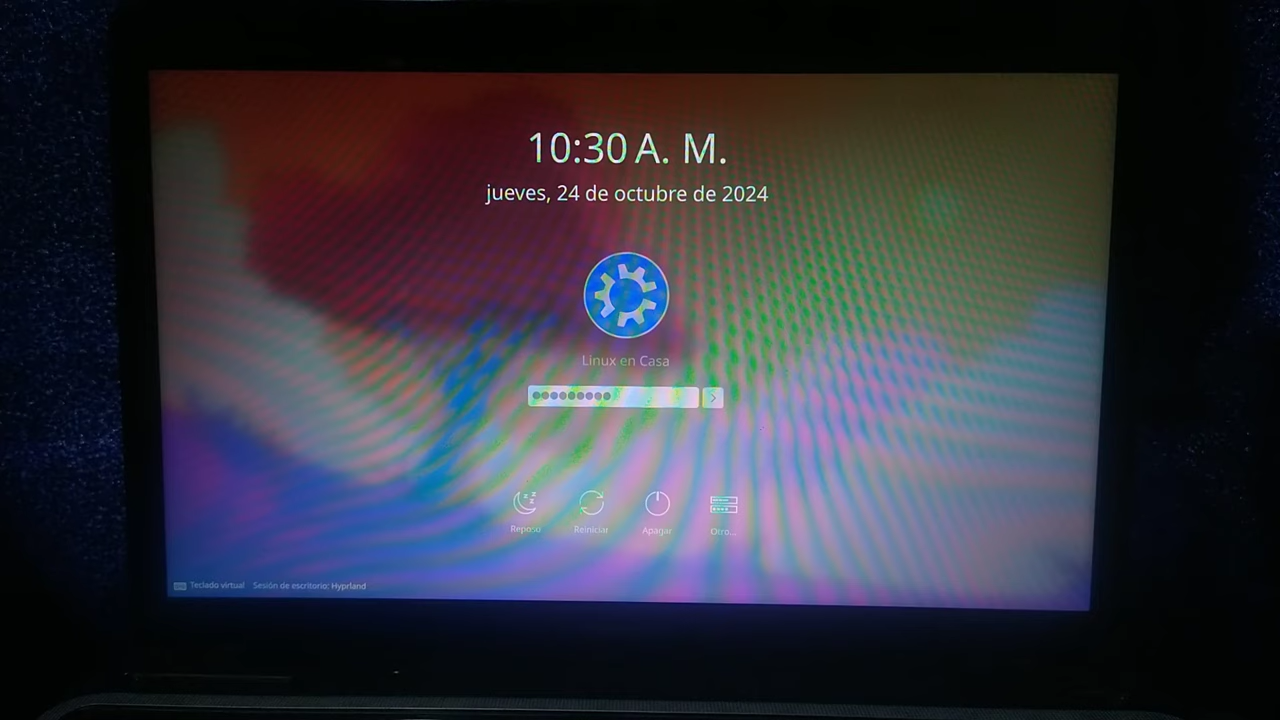 10:30 A. M.
jueves, 24 de octubre de 2024
Linux en Casa
Reposo
Reiniciar
Apagar
Otro...
Teclado virtual
Sesión de escritorio: Hyprland